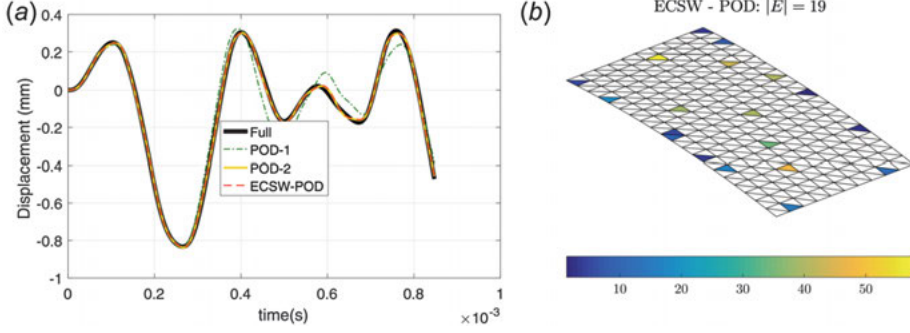 (a)
0.4
0.2
0
-0.2
-0.4
-0.6
-0.8
-1
Displacement (mm)
Full
POD-1
POD-2
ECSW-POD
0
0.2
0.4
0.6
0.8
1
time(s)
×10⁻³
(b)
ECSW - POD: |E| = 19
10
20
30
40
50